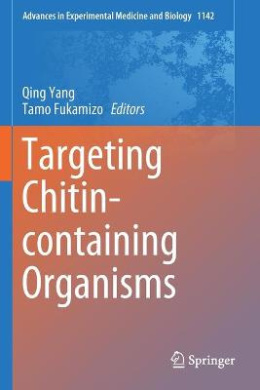 Advances in Experimental Medicine and Biology 1142
Qing Yang
Tamo Fukamizo Editors
Targeting
Chitin-
containing
Organisms
Springer